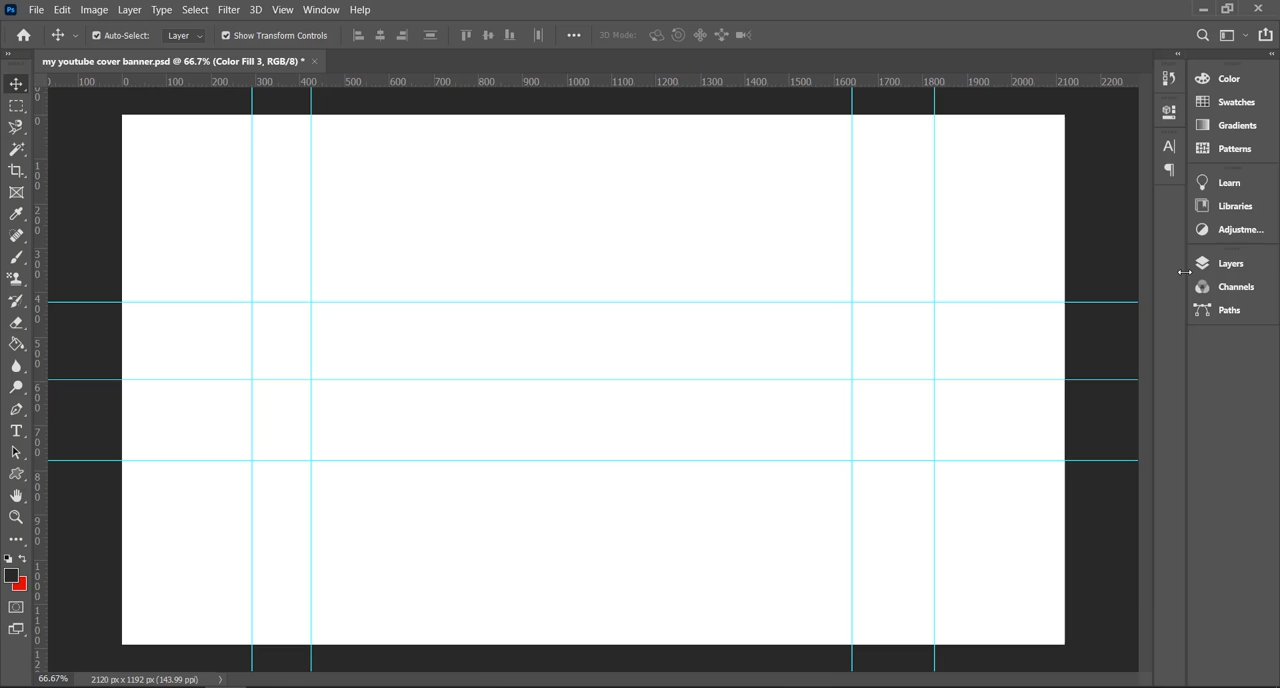 Ps File Edit Image Layer Type Select Filter 3D View Window Help
Auto-Select: Layer Show Transform Controls 3D Mode:
my youtube cover banner.psd @ 66.7% (Color Fill 3, RGB/8) *
100 0 100 200 300 400 500 600 700 800 900 1000 1100 1200 1300 1400 1500 1600 1700 1800 1900 2000 2100 2200
0
100
200
300
400
500
600
700
800
900
1000
1100
Color
Swatches
Gradients
Patterns
Learn
Libraries
Adjustme...
Layers
Channels
Paths
66.67% 2120 px x 1192 px (143.99 ppi)